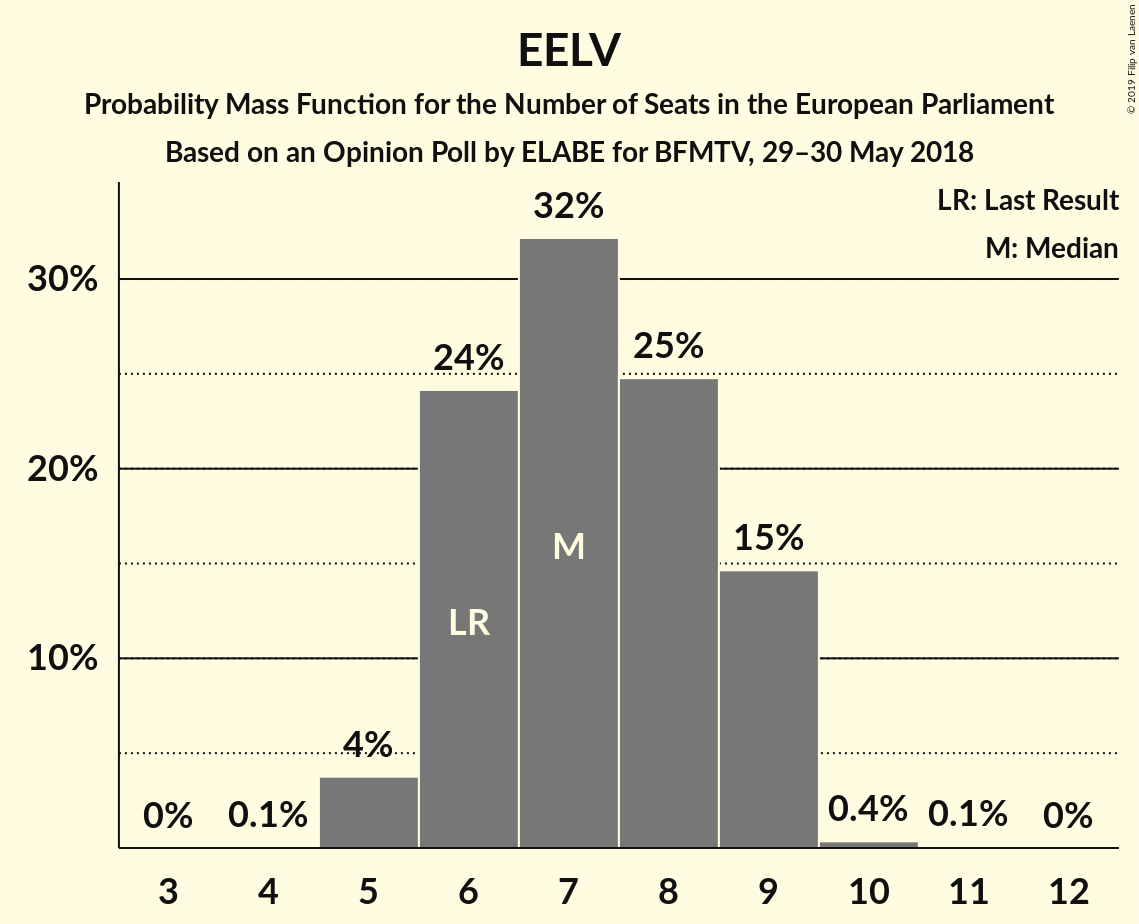 EELV
Probability Mass Function for the Number of Seats in the European Parliament
Based on an Opinion Poll by ELABE for BFMTV, 29–30 May 2018
© 2019 Filip van Laenen
LR: Last Result
M: Median
32%
30%
25%
24%
20%
15%
M
LR
10%
4%
0%
0.1%
0.4%
0.1%
0%
3 4 5 6 7 8 9 10 11 12